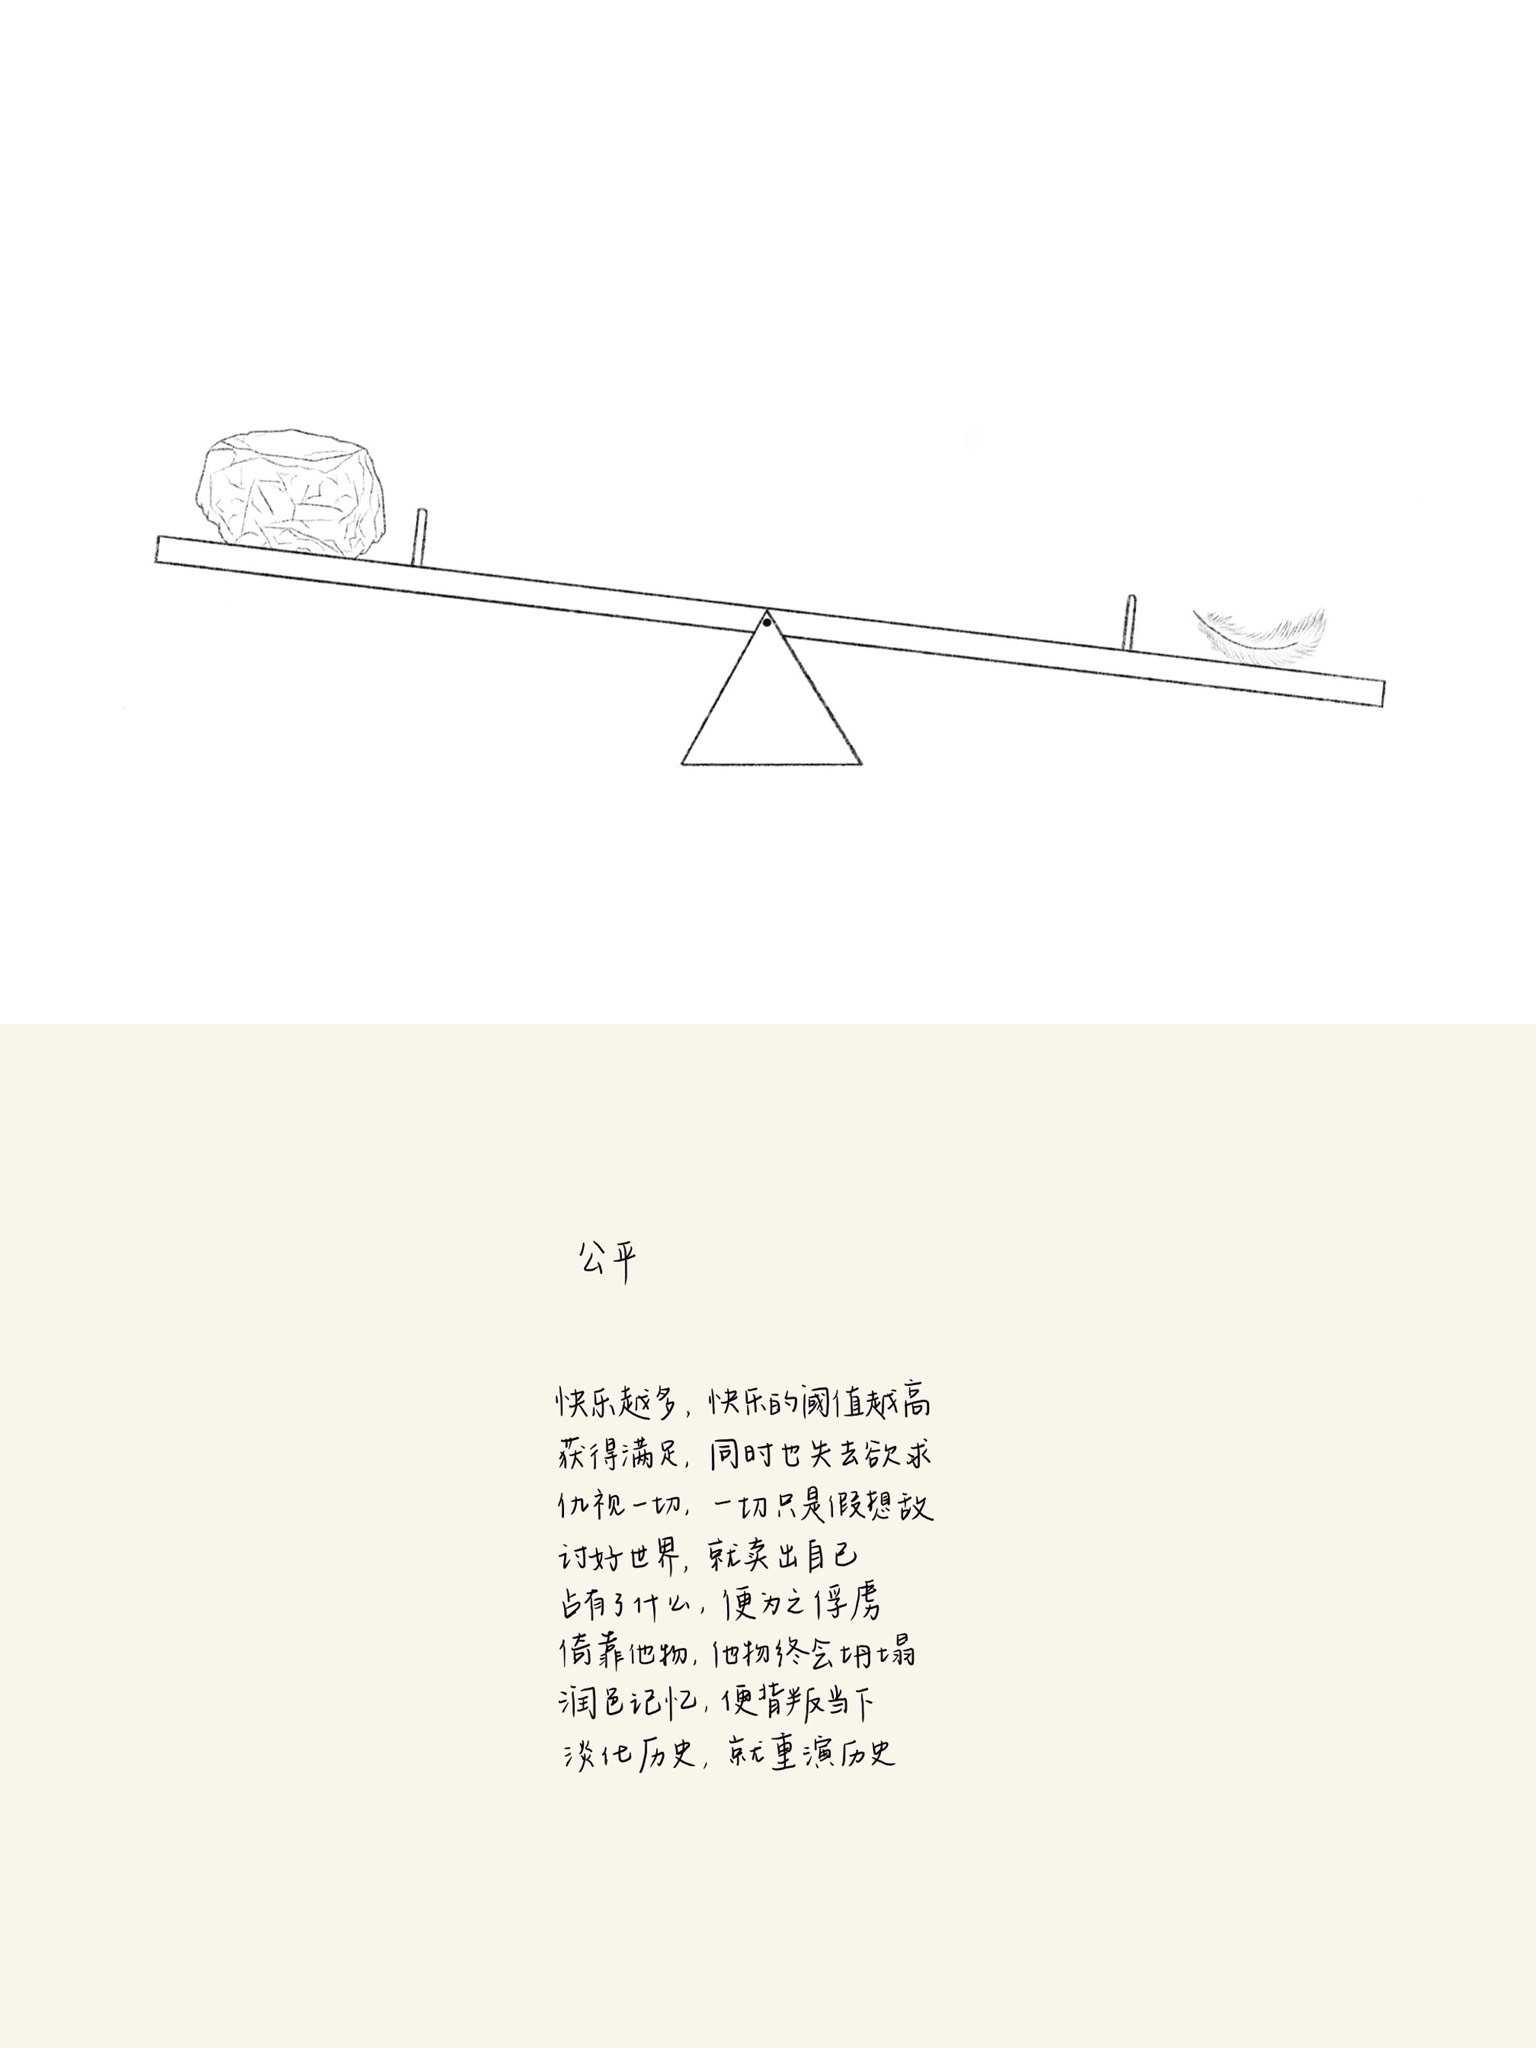 公平
快乐越多，快乐的阈值越高
获得满足，同时也失去欲求
仇视一切，一切只是假想敌
讨好世界，就卖出自己
占有了什么，便为之俘虏
倚靠他物，他物终会坍塌
润色记忆，便背叛当下
淡化历史，就重演历史